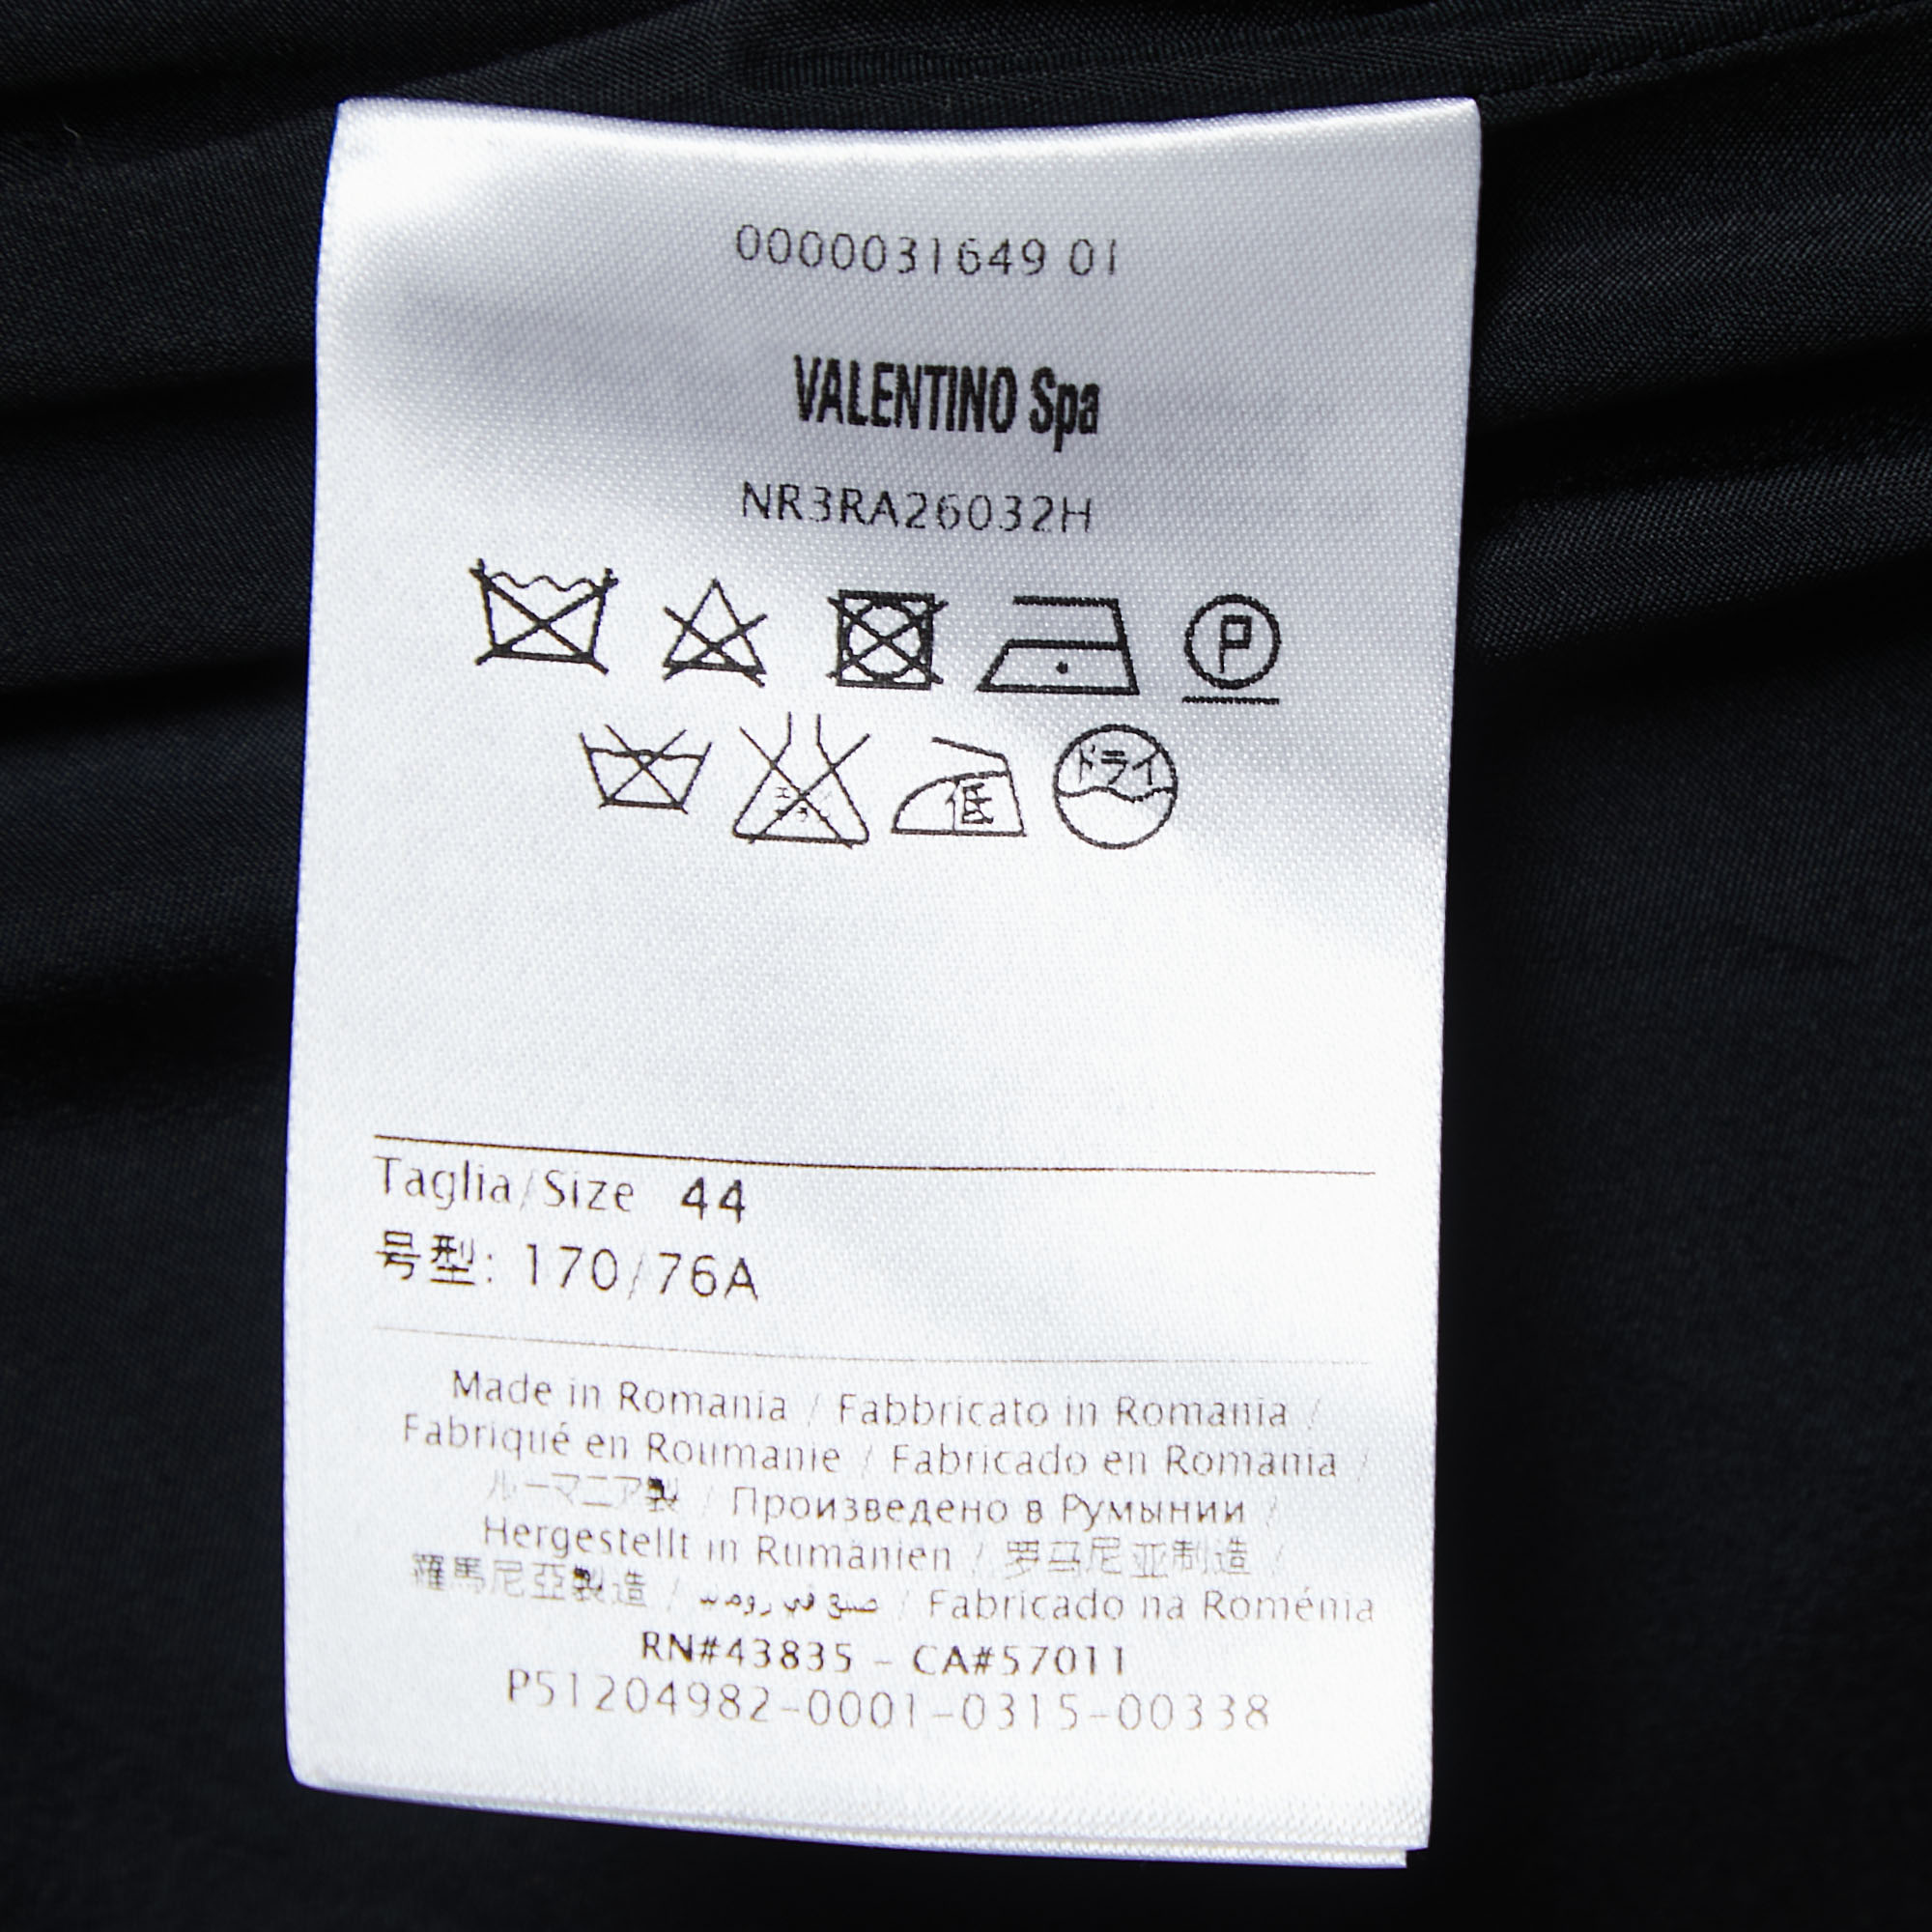 0000031649 01
VALENTINO Spa
NR3RA26032H
P
低 ドライ
Taglia/Size 44
号型: 170/76A
Made in Romania / Fabbricato in Romania /
Fabriqué en Roumanie / Fabricado en Romania /
ルーマニア製 / Произведено в Румынии /
Hergestellt in Rumänien / 罗马尼亚制造 /
羅馬尼亞製造 / صنع في / Fabricado na Roménia
RN#43835 – CA#57011
P51204982–0001–0315–00338